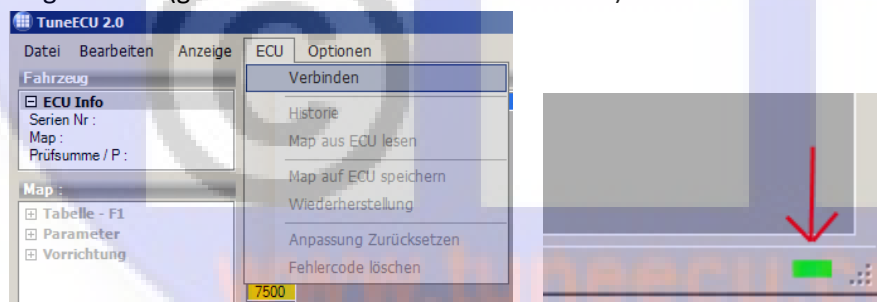 TuneECU 2.0
Datei Bearbeiten Anzeige ECU Optionen
Fahrzeug
ECU Info
Serien Nr :
Map :
Prüfsumme / P :
Map :
Tabelle - F1
Parameter
Vorrichtung
Verbinden
Historie
Map aus ECU lesen
Map auf ECU speichern
Wiederherstellung
Anpassung Zurücksetzen
Fehlercode löschen
7500